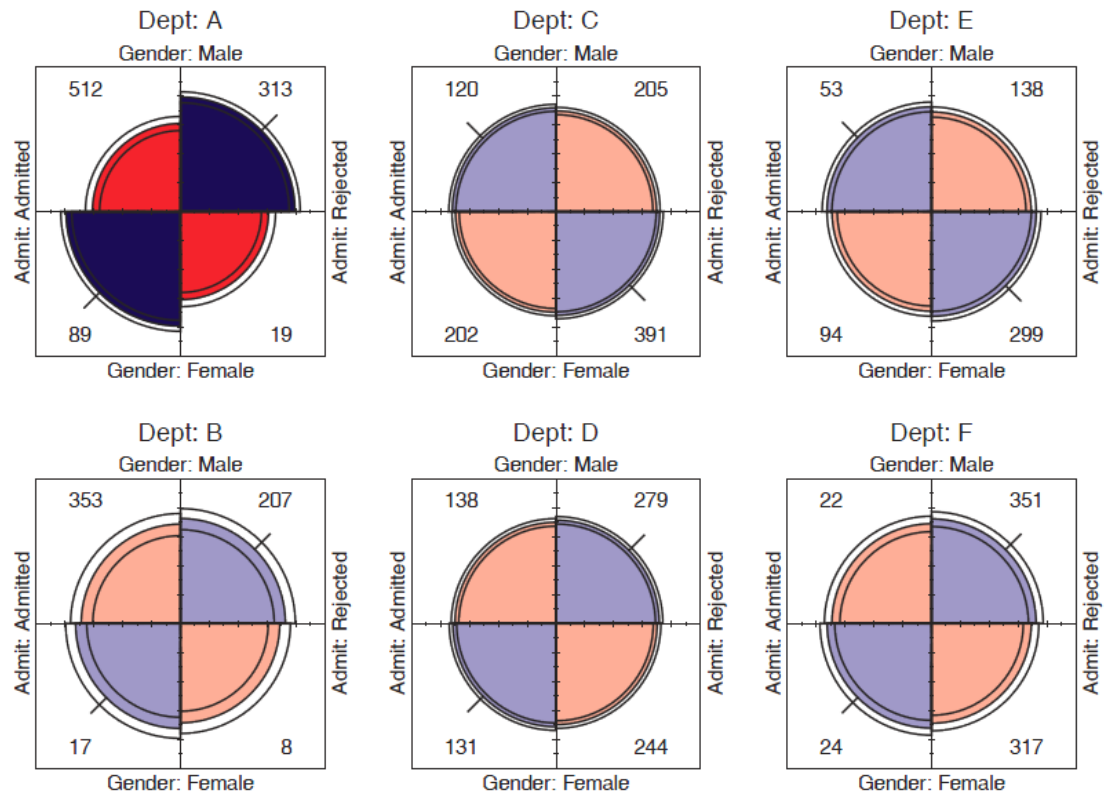 Dept: A
Gender: Male
512 313
Admit: Admitted
Admit: Rejected
89 19
Gender: Female
Dept: C
Gender: Male
120 205
Admit: Admitted
Admit: Rejected
202 391
Gender: Female
Dept: E
Gender: Male
53 138
Admit: Admitted
Admit: Rejected
94 299
Gender: Female
Dept: B
Gender: Male
353 207
Admit: Admitted
Admit: Rejected
17 8
Gender: Female
Dept: D
Gender: Male
138 279
Admit: Admitted
Admit: Rejected
131 244
Gender: Female
Dept: F
Gender: Male
22 351
Admit: Admitted
Admit: Rejected
24 317
Gender: Female